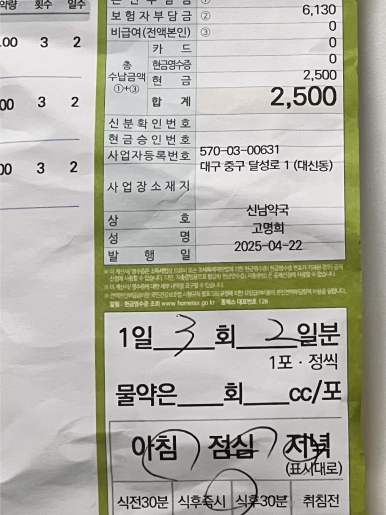 약량 횟수 일수
.00 3 2
00 3 2
00 3 2
보험자부담금 ② 6,130
비급여(전액본인) ③ 0
총 수납금액 ①+③
카 드 0
현금영수증 0
현 금 2,500
합 계 2,500
신분확인번호
현금승인번호
사업자등록번호 570-03-00631
사업장소재지 대구 중구 달성로 1 (대신동)
상 호 신남약국
성 명 고명희
발 행 일 2025-04-22
1일 3 회 2 일분
1포 · 정씩
물약은 회 cc/포
아침 점심 저녁
(표시대로)
식전30분 식후즉시 식후30분 취침전